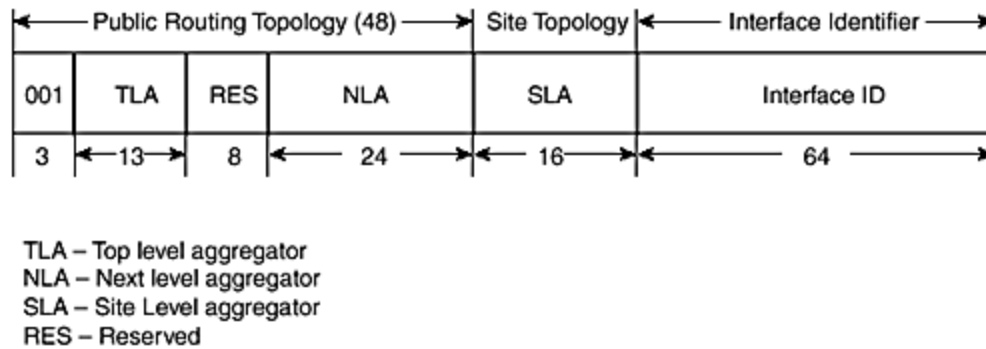 Public Routing Topology (48) Site Topology Interface Identifier
001 TLA RES NLA SLA Interface ID
3 13 8 24 16 64
TLA – Top level aggregator
NLA – Next level aggregator
SLA – Site Level aggregator
RES – Reserved